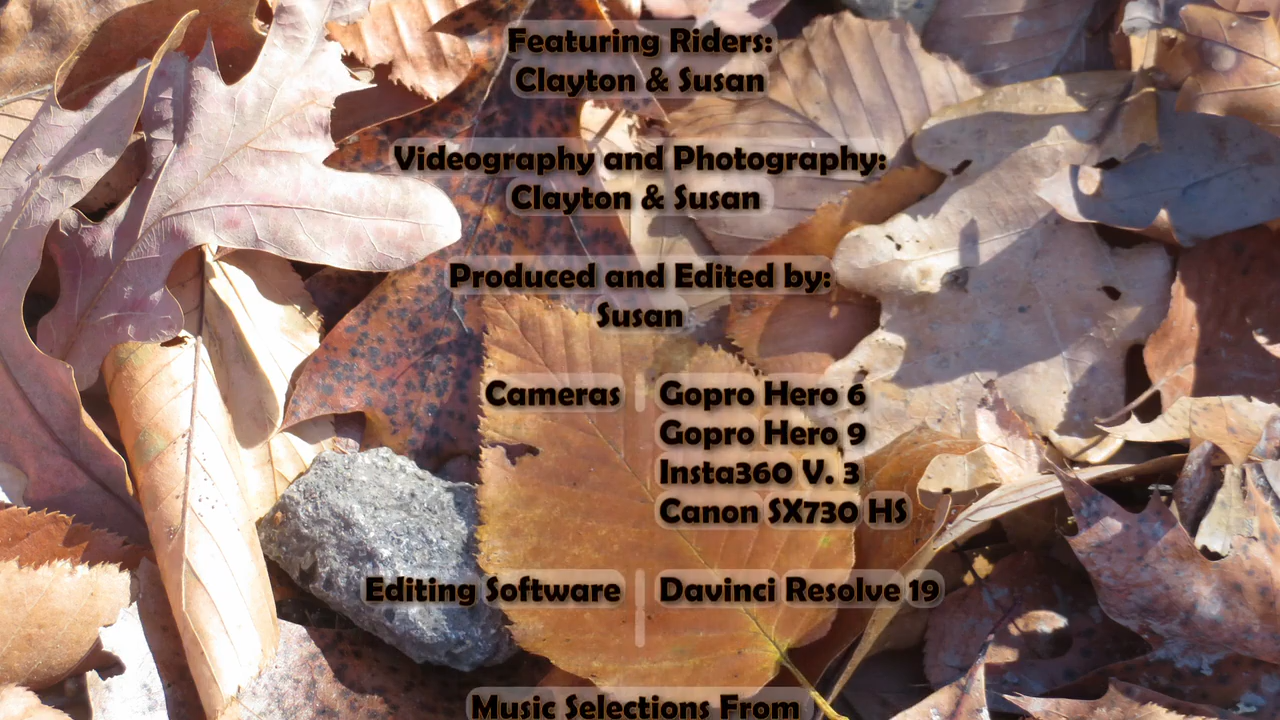 Featuring Riders:
Clayton & Susan
Videography and Photography:
Clayton & Susan
Produced and Edited by:
Susan
Cameras | Gopro Hero 6
Gopro Hero 9
Insta360 V. 3
Canon SX730 HS
Editing Software | Davinci Resolve 19
Music Selections From